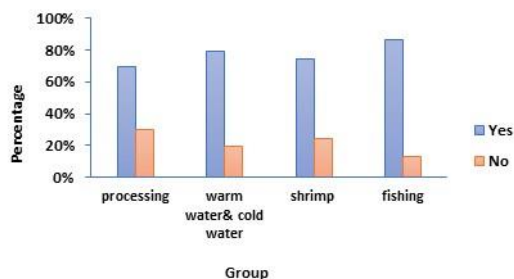 100%
80%
60%
40%
20%
0%
Percentage
processing
warm
water& cold
water
shrimp
fishing
Group
Yes
No